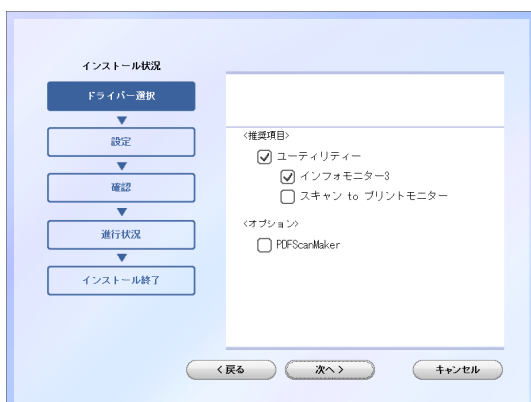 インストール状況
ドライバー選択
設定
確認
進行状況
インストール終了
<推奨項目>
ユーティリティー
インフォモニター3
スキャン to プリントモニター
<オプション>
PDFScanMaker
< 戻る
次へ >
キャンセル